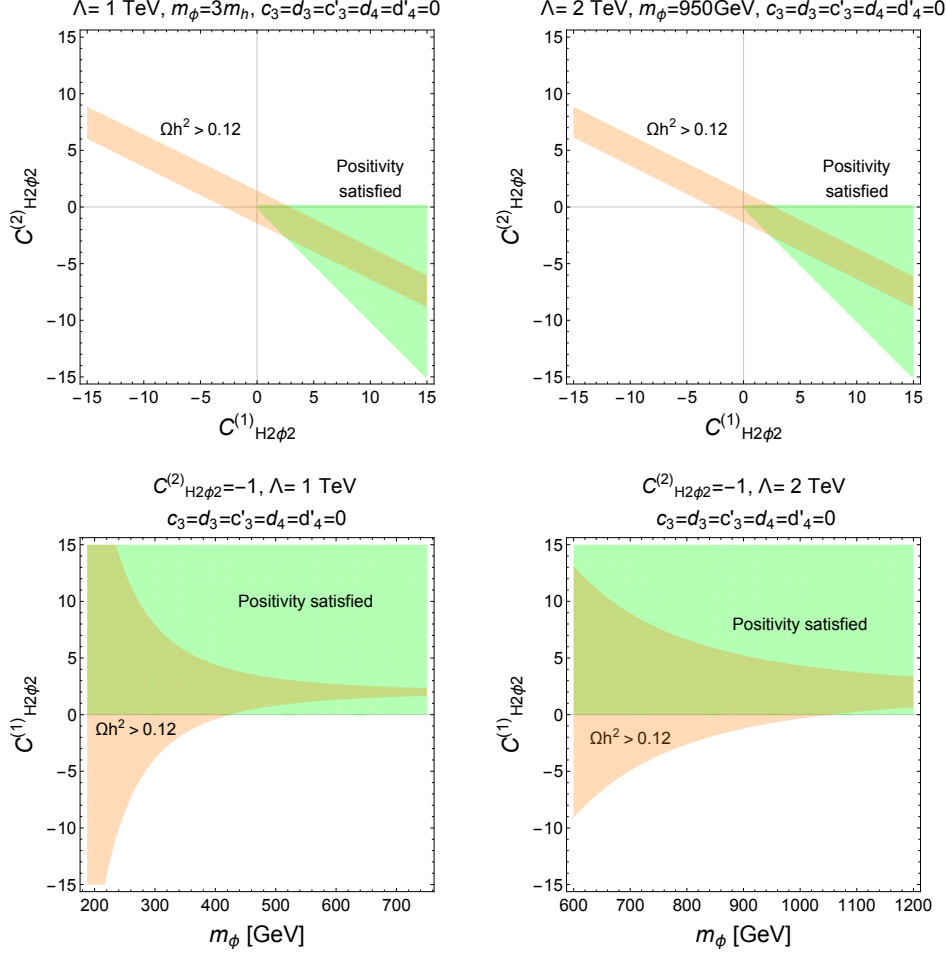 Λ= 1 TeV, mϕ=3mh, c3=d3=c'3=d4=d'4=0
15
10
5
0
−5
−10
−15
C(2)H2ϕ2
Ωh2 > 0.12
Positivity
satisfied
−15 −10 −5 0 5 10 15
C(1)H2ϕ2
Λ= 2 TeV, mϕ=950GeV, c3=d3=c'3=d4=d'4=0
15
10
5
0
−5
−10
−15
C(2)H2ϕ2
Ωh2 > 0.12
Positivity
satisfied
−15 −10 −5 0 5 10 15
C(1)H2ϕ2
C(2)H2ϕ2=−1, Λ= 1 TeV
c3=d3=c'3=d4=d'4=0
15
10
5
0
−5
−10
−15
C(1)H2ϕ2
Positivity satisfied
Ωh2 > 0.12
200 300 400 500 600 700
mϕ [GeV]
C(2)H2ϕ2=−1, Λ= 2 TeV
c3=d3=c'3=d4=d'4=0
15
10
5
0
−5
−10
−15
C(1)H2ϕ2
Positivity satisfied
Ωh2 > 0.12
600 700 800 900 1000 1100 1200
mϕ [GeV]